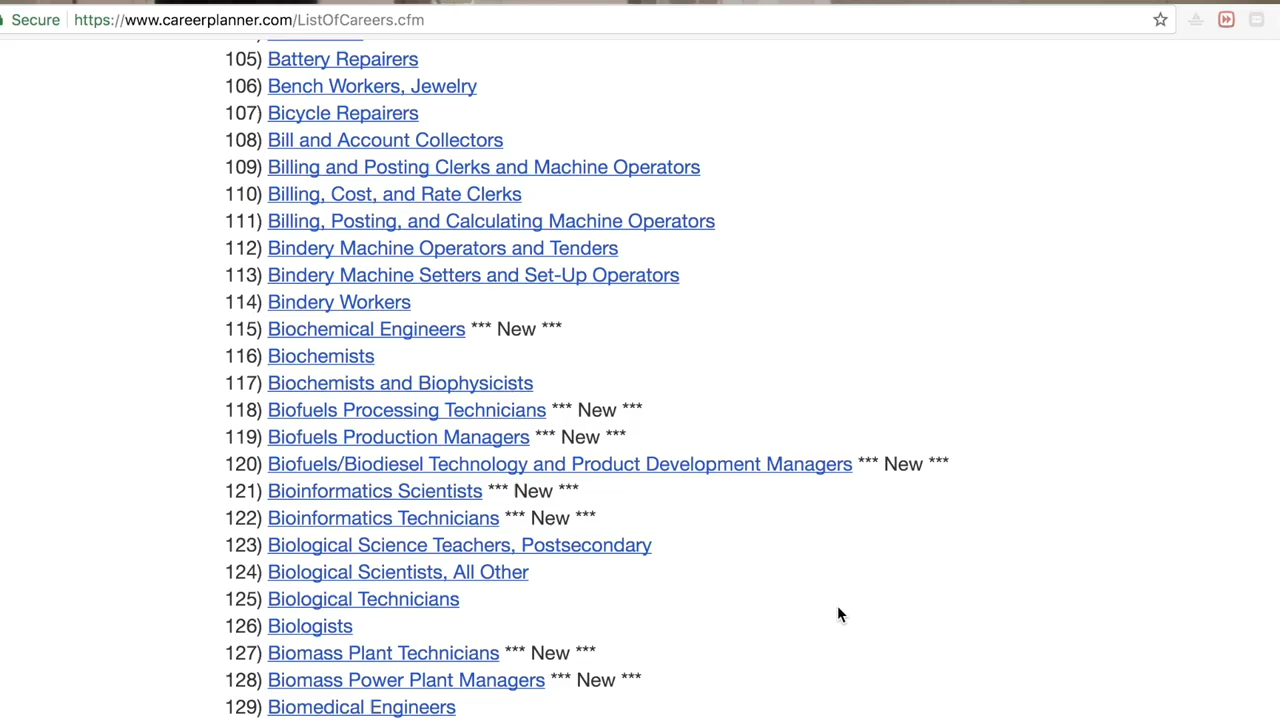 Secure https://www.careerplanner.com/ListOfCareers.cfm
105) Battery Repairers
106) Bench Workers, Jewelry
107) Bicycle Repairers
108) Bill and Account Collectors
109) Billing and Posting Clerks and Machine Operators
110) Billing, Cost, and Rate Clerks
111) Billing, Posting, and Calculating Machine Operators
112) Bindery Machine Operators and Tenders
113) Bindery Machine Setters and Set-Up Operators
114) Bindery Workers
115) Biochemical Engineers *** New ***
116) Biochemists
117) Biochemists and Biophysicists
118) Biofuels Processing Technicians *** New ***
119) Biofuels Production Managers *** New ***
120) Biofuels/Biodiesel Technology and Product Development Managers *** New ***
121) Bioinformatics Scientists *** New ***
122) Bioinformatics Technicians *** New ***
123) Biological Science Teachers, Postsecondary
124) Biological Scientists, All Other
125) Biological Technicians
126) Biologists
127) Biomass Plant Technicians *** New ***
128) Biomass Power Plant Managers *** New ***
129) Biomedical Engineers